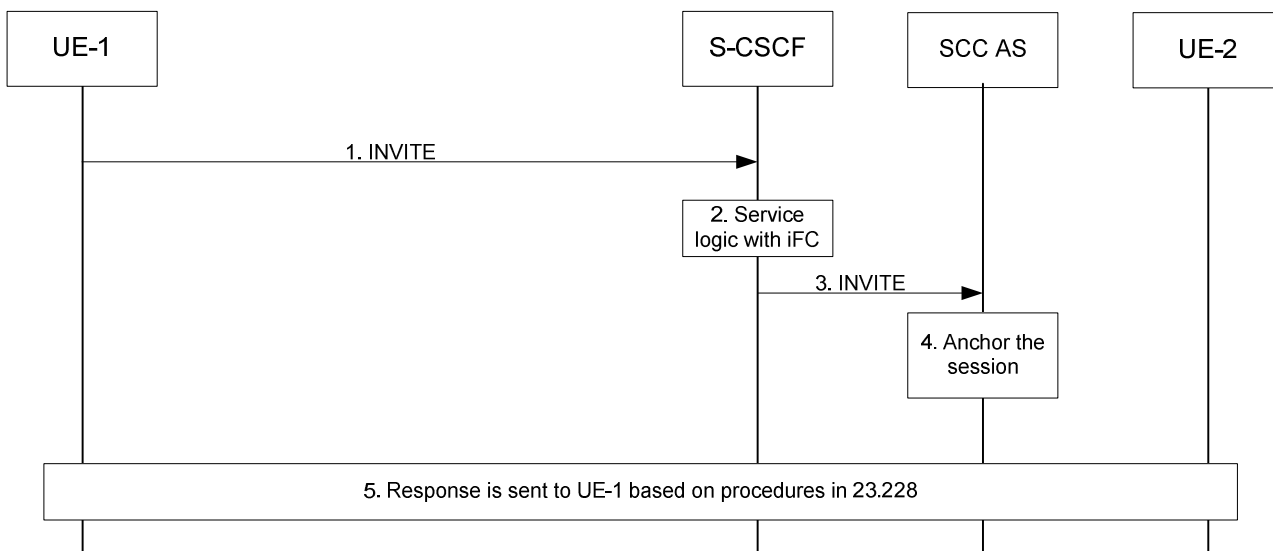 UE-1
S-CSCF
SCC AS
UE-2
1. INVITE
2. Service
logic with iFC
3. INVITE
4. Anchor the
session
5. Response is sent to UE-1 based on procedures in 23.228